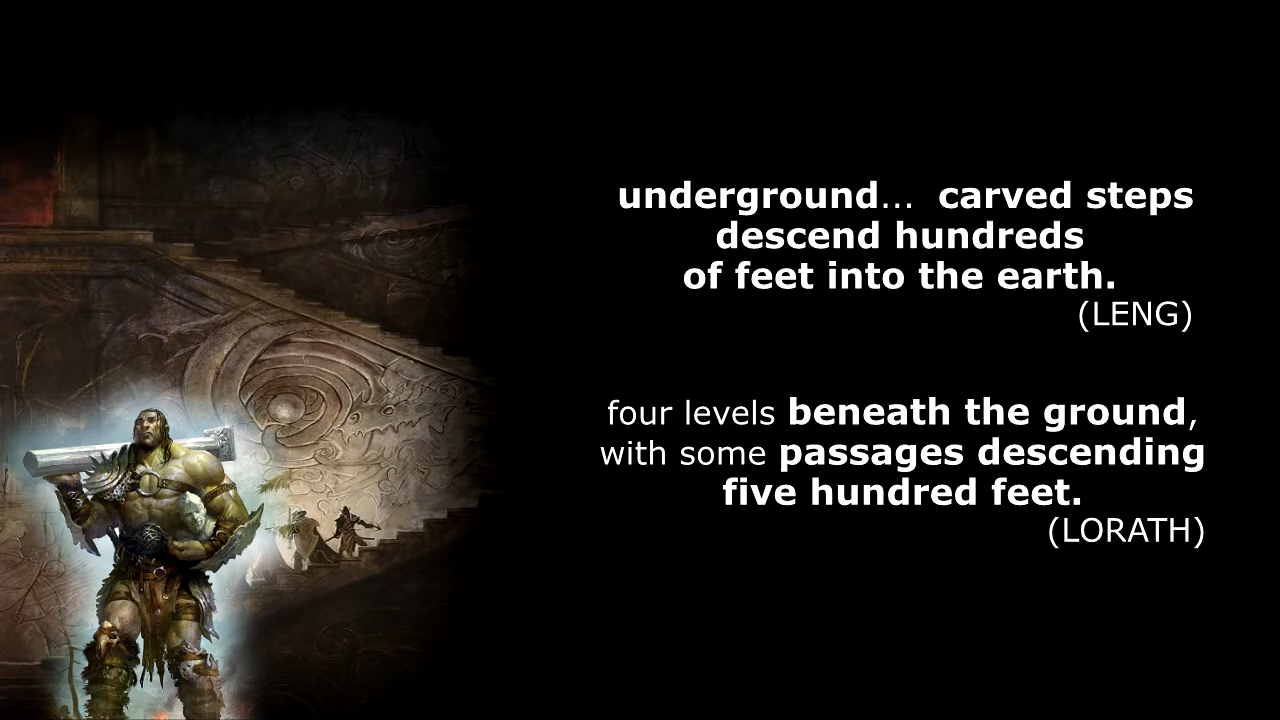 underground... carved steps
descend hundreds
of feet into the earth.
(LENG)
four levels beneath the ground,
with some passages descending
five hundred feet.
(LORATH)